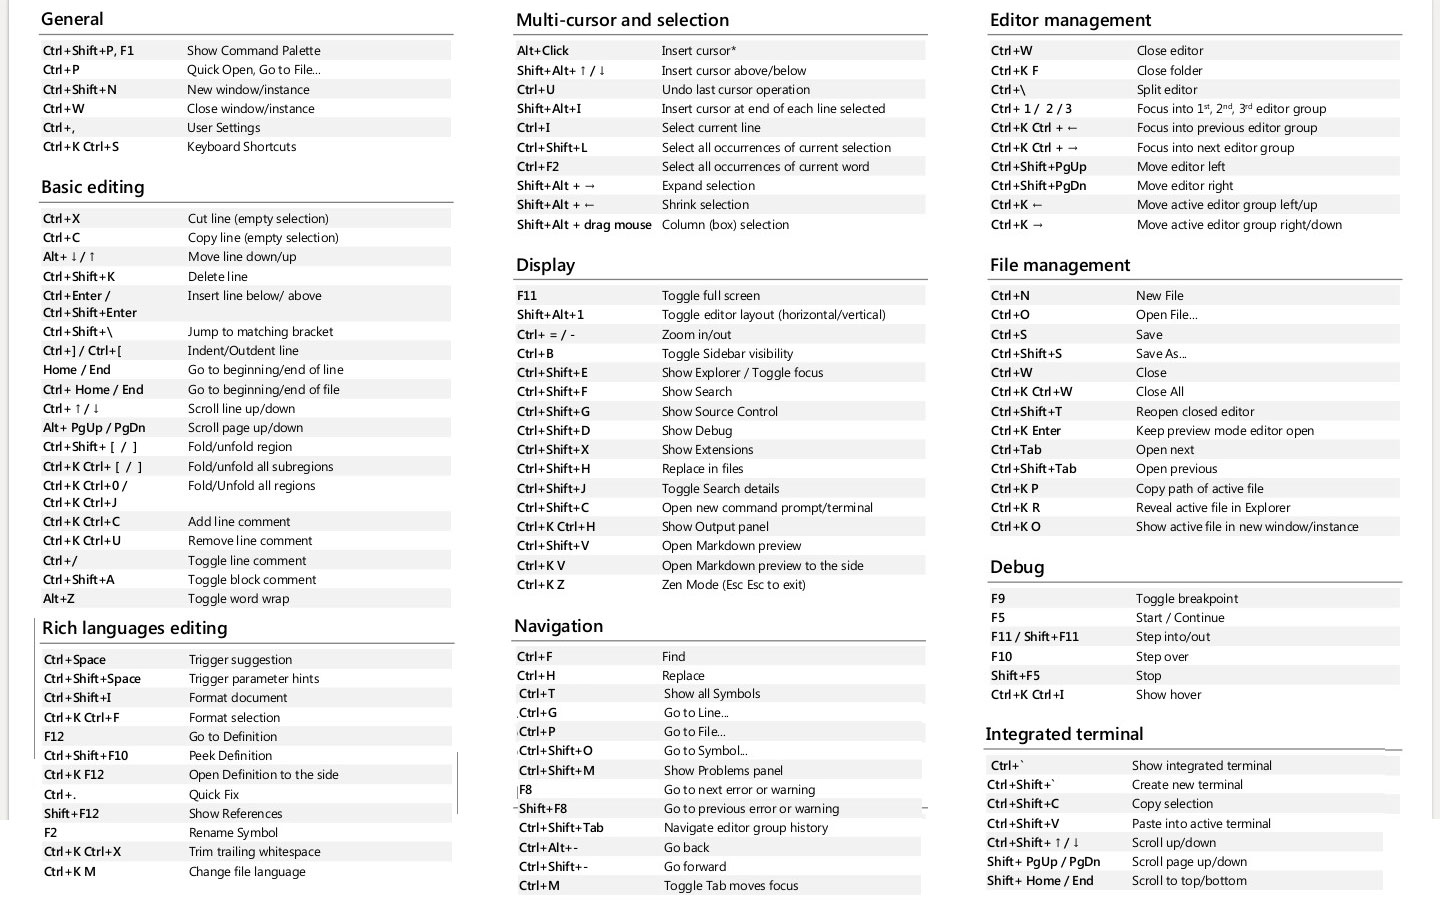 General
Ctrl+Shift+P, F1 Show Command Palette
Ctrl+P Quick Open, Go to File...
Ctrl+Shift+N New window/instance
Ctrl+W Close window/instance
Ctrl+, User Settings
Ctrl+K Ctrl+S Keyboard Shortcuts
Basic editing
Ctrl+X Cut line (empty selection)
Ctrl+C Copy line (empty selection)
Alt+ ↓ / ↑ Move line down/up
Ctrl+Shift+K Delete line
Ctrl+Enter / Insert line below/ above
Ctrl+Shift+Enter
Ctrl+Shift+\ Jump to matching bracket
Ctrl+] / Ctrl+[ Indent/Outdent line
Home / End Go to beginning/end of line
Ctrl+ Home / End Go to beginning/end of file
Ctrl+ ↑ / ↓ Scroll line up/down
Alt+ PgUp / PgDn Scroll page up/down
Ctrl+Shift+ [ / ] Fold/unfold region
Ctrl+K Ctrl+ [ / ] Fold/unfold all subregions
Ctrl+K Ctrl+0 / Fold/Unfold all regions
Ctrl+K Ctrl+J
Ctrl+K Ctrl+C Add line comment
Ctrl+K Ctrl+U Remove line comment
Ctrl+/ Toggle line comment
Ctrl+Shift+A Toggle block comment
Alt+Z Toggle word wrap
Rich languages editing
Ctrl+Space Trigger suggestion
Ctrl+Shift+Space Trigger parameter hints
Ctrl+Shift+I Format document
Ctrl+K Ctrl+F Format selection
F12 Go to Definition
Ctrl+Shift+F10 Peek Definition
Ctrl+K F12 Open Definition to the side
Ctrl+. Quick Fix
Shift+F12 Show References
F2 Rename Symbol
Ctrl+K Ctrl+X Trim trailing whitespace
Ctrl+K M Change file language
Multi-cursor and selection
Alt+Click Insert cursor*
Shift+Alt+ ↑ / ↓ Insert cursor above/below
Ctrl+U Undo last cursor operation
Shift+Alt+I Insert cursor at end of each line selected
Ctrl+I Select current line
Ctrl+Shift+L Select all occurrences of current selection
Ctrl+F2 Select all occurrences of current word
Shift+Alt + → Expand selection
Shift+Alt + ← Shrink selection
Shift+Alt + drag mouse Column (box) selection
Display
F11 Toggle full screen
Shift+Alt+1 Toggle editor layout (horizontal/vertical)
Ctrl+ = / - Zoom in/out
Ctrl+B Toggle Sidebar visibility
Ctrl+Shift+E Show Explorer / Toggle focus
Ctrl+Shift+F Show Search
Ctrl+Shift+G Show Source Control
Ctrl+Shift+D Show Debug
Ctrl+Shift+X Show Extensions
Ctrl+Shift+H Replace in files
Ctrl+Shift+J Toggle Search details
Ctrl+Shift+C Open new command prompt/terminal
Ctrl+K Ctrl+H Show Output panel
Ctrl+Shift+V Open Markdown preview
Ctrl+K V Open Markdown preview to the side
Ctrl+K Z Zen Mode (Esc Esc to exit)
Navigation
Ctrl+F Find
Ctrl+H Replace
Ctrl+T Show all Symbols
Ctrl+G Go to Line...
Ctrl+P Go to File...
Ctrl+Shift+O Go to Symbol...
Ctrl+Shift+M Show Problems panel
F8 Go to next error or warning
Shift+F8 Go to previous error or warning
Ctrl+Shift+Tab Navigate editor group history
Ctrl+Alt+- Go back
Ctrl+Shift+- Go forward
Ctrl+M Toggle Tab moves focus
Editor management
Ctrl+W Close editor
Ctrl+K F Close folder
Ctrl+\ Split editor
Ctrl+ 1 / 2 / 3 Focus into 1st, 2nd, 3rd editor group
Ctrl+K Ctrl + ← Focus into previous editor group
Ctrl+K Ctrl + → Focus into next editor group
Ctrl+Shift+PgUp Move editor left
Ctrl+Shift+PgDn Move editor right
Ctrl+K ← Move active editor group left/up
Ctrl+K → Move active editor group right/down
File management
Ctrl+N New File
Ctrl+O Open File...
Ctrl+S Save
Ctrl+Shift+S Save As...
Ctrl+W Close
Ctrl+K Ctrl+W Close All
Ctrl+Shift+T Reopen closed editor
Ctrl+K Enter Keep preview mode editor open
Ctrl+Tab Open next
Ctrl+Shift+Tab Open previous
Ctrl+K P Copy path of active file
Ctrl+K R Reveal active file in Explorer
Ctrl+K O Show active file in new window/instance
Debug
F9 Toggle breakpoint
F5 Start / Continue
F11 / Shift+F11 Step into/out
F10 Step over
Shift+F5 Stop
Ctrl+K Ctrl+I Show hover
Integrated terminal
Ctrl+` Show integrated terminal
Ctrl+Shift+` Create new terminal
Ctrl+Shift+C Copy selection
Ctrl+Shift+V Paste into active terminal
Ctrl+Shift+ ↑ / ↓ Scroll up/down
Shift+ PgUp / PgDn Scroll page up/down
Shift+ Home / End Scroll to top/bottom